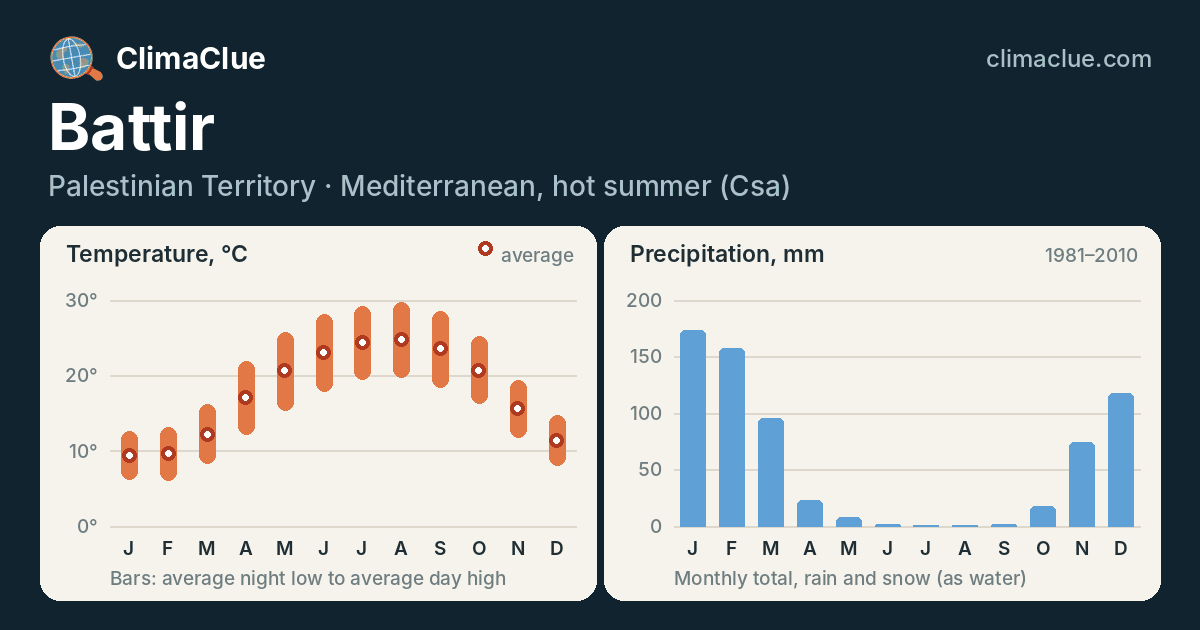 ClimaClue
climaclue.com
Battir
Palestinian Territory · Mediterranean, hot summer (Csa)
Temperature, °C
average
30°
20°
10°
0°
J F M A M J J A S O N D
Bars: average night low to average day high
Precipitation, mm
1981–2010
200
150
100
50
0
J F M A M J J A S O N D
Monthly total, rain and snow (as water)